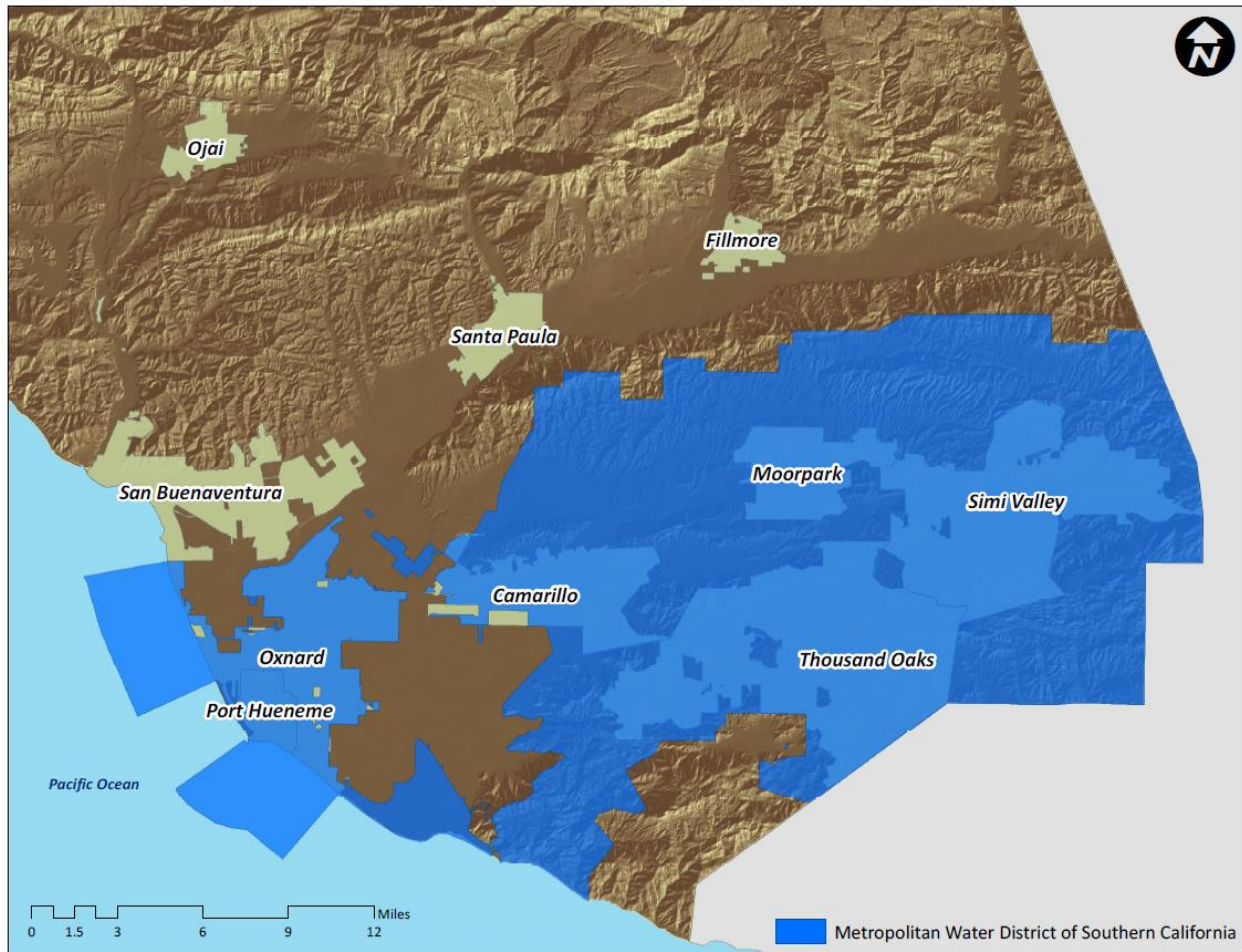 N
Ojai
Fillmore
Santa Paula
Moorpark
San Buenaventura
Simi Valley
Camarillo
Oxnard
Thousand Oaks
Port Hueneme
Pacific Ocean
Miles
0 1.5 3 6 9 12
Metropolitan Water District of Southern California